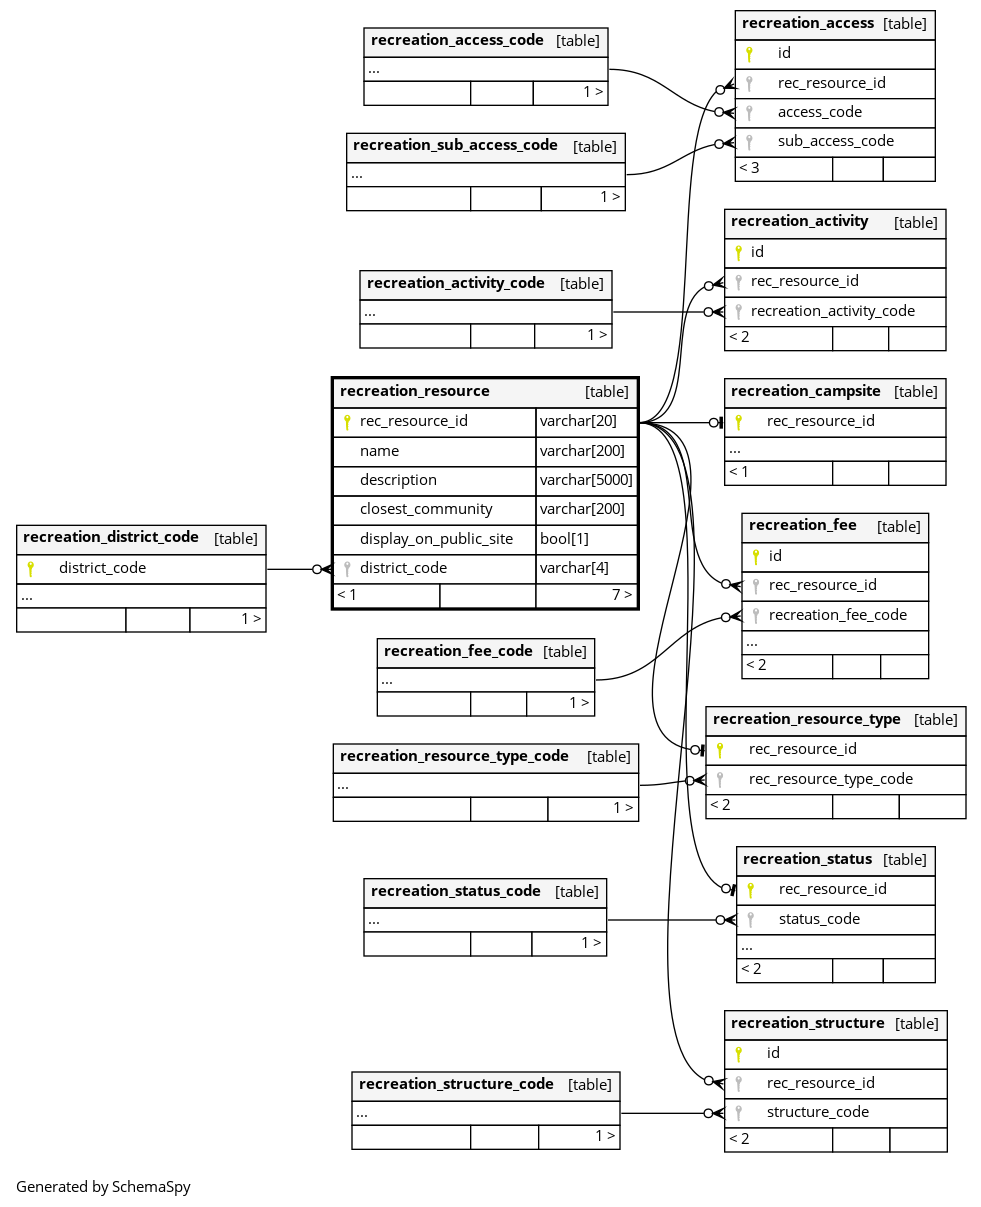 recreation_access_code [table]
...
1 >
recreation_sub_access_code [table]
...
1 >
recreation_activity_code [table]
...
1 >
recreation_resource [table]
rec_resource_id varchar[20]
name varchar[200]
description varchar[5000]
closest_community varchar[200]
display_on_public_site bool[1]
district_code varchar[4]
< 1 7 >
recreation_district_code [table]
district_code
...
1 >
recreation_fee_code [table]
...
1 >
recreation_resource_type_code [table]
...
1 >
recreation_status_code [table]
...
1 >
recreation_structure_code [table]
...
1 >
recreation_access [table]
id
rec_resource_id
access_code
sub_access_code
< 3
recreation_activity [table]
id
rec_resource_id
recreation_activity_code
< 2
recreation_campsite [table]
rec_resource_id
...
< 1
recreation_fee [table]
id
rec_resource_id
recreation_fee_code
...
< 2
recreation_resource_type [table]
rec_resource_id
rec_resource_type_code
< 2
recreation_status [table]
rec_resource_id
status_code
...
< 2
recreation_structure [table]
id
rec_resource_id
structure_code
< 2
Generated by SchemaSpy